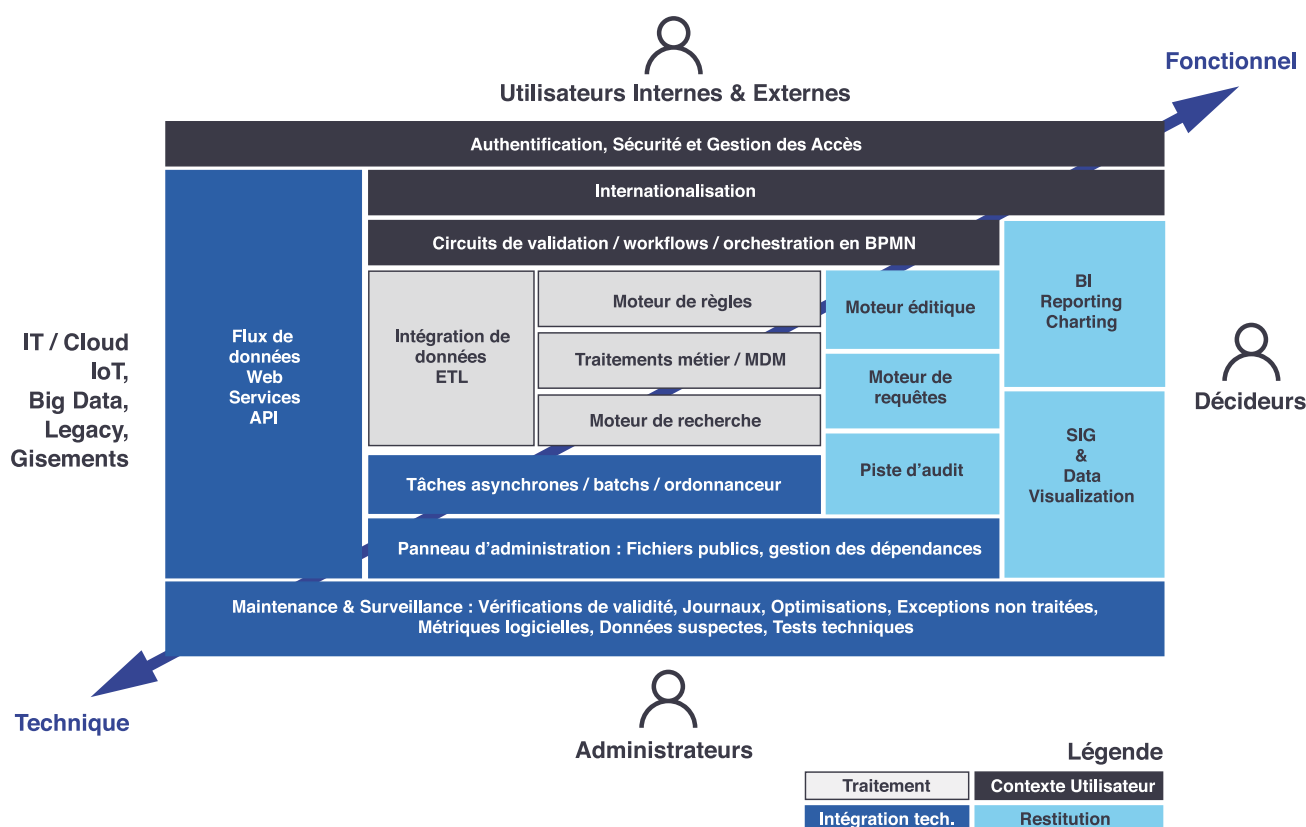 Fonctionnel
Utilisateurs Internes & Externes
Authentification, Sécurité et Gestion des Accès
Internationalisation
Circuits de validation / workflows / orchestration en BPMN
IT / Cloud
IoT,
Big Data,
Legacy,
Gisements
Flux de
données
Web
Services
API
Intégration de
données
ETL
Moteur de règles
Traitements métier / MDM
Moteur de recherche
Moteur éditique
Moteur de
requêtes
Piste d’audit
BI
Reporting
Charting
SIG
&
Data
Visualization
Décideurs
Tâches asynchrones / batchs / ordonnanceur
Panneau d’administration : Fichiers publics, gestion des dépendances
Maintenance & Surveillance : Vérifications de validité, Journaux, Optimisations, Exceptions non traitées,
Métriques logicielles, Données suspectes, Tests techniques
Technique
Administrateurs
Légende
Traitement
Contexte Utilisateur
Intégration tech.
Restitution